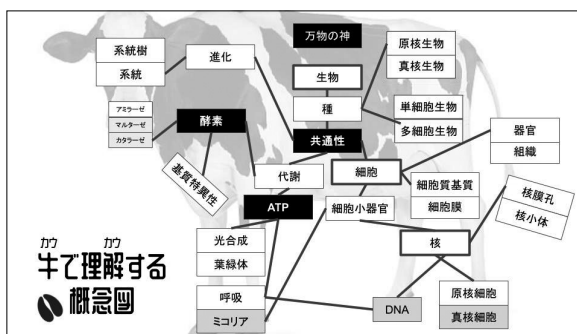 万物の神
系統樹
系統
進化
生物
種
原核生物
真核生物
単細胞生物
多細胞生物
アミラーゼ
マルターゼ
カタラーゼ
酵素
共通性
器官
組織
基質特異性
代謝
細胞
細胞質基質
細胞膜
核膜孔
核小体
ATP
細胞小器官
光合成
葉緑体
核
カウ カウ
牛で理解する
概念図
呼吸
ミコリア
DNA
原核細胞
真核細胞